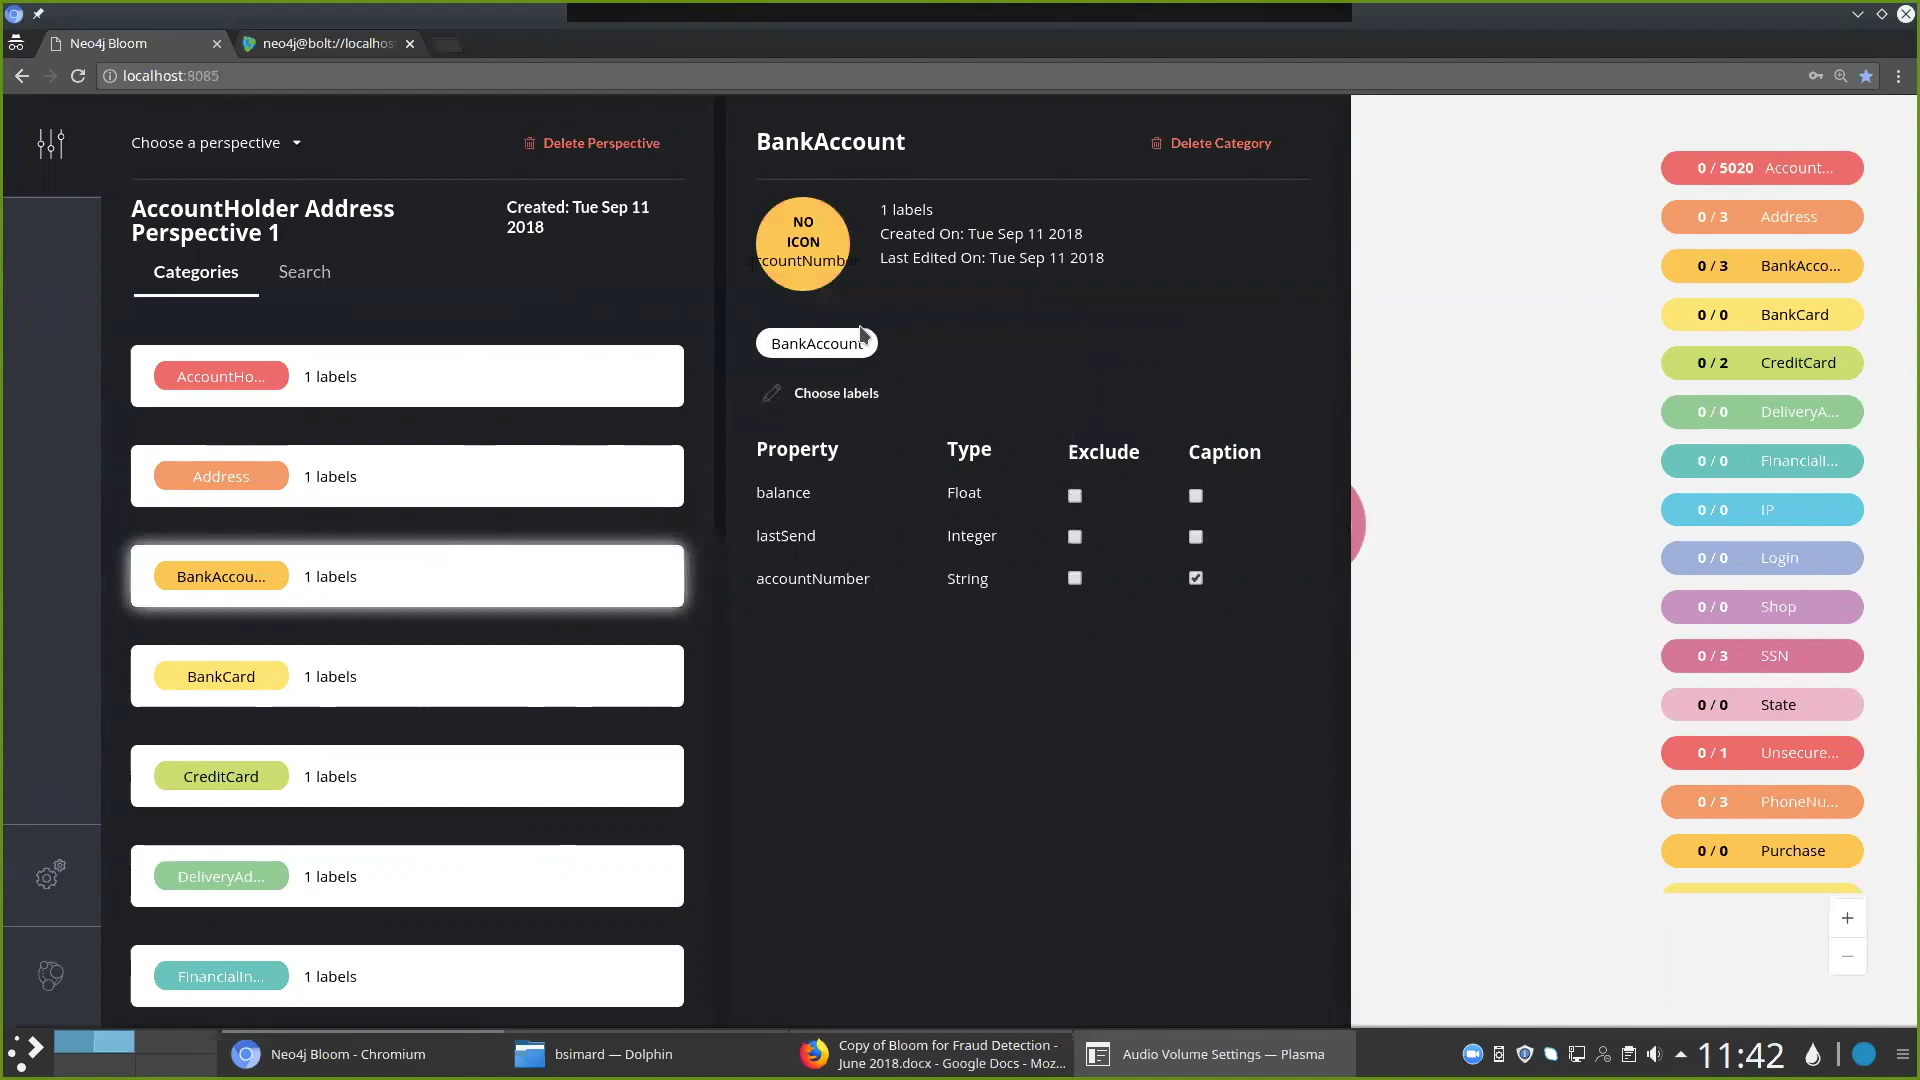 Neo4j Bloom
neo4j@bolt://localhos
localhost:8085
Choose a perspective
Delete Perspective
AccountHolder Address
Perspective 1
Created: Tue Sep 11
2018
Categories
Search
AccountHo...
1 labels
Address
1 labels
BankAccou...
1 labels
BankCard
1 labels
CreditCard
1 labels
DeliveryAd...
1 labels
FinancialIn...
1 labels
BankAccount
Delete Category
NO
ICON
accountNumber
1 labels
Created On: Tue Sep 11 2018
Last Edited On: Tue Sep 11 2018
BankAccount
Choose labels
Property Type Exclude Caption
balance Float
lastSend Integer
accountNumber String
0 / 5020 Account...
0 / 3 Address
0 / 3 BankAcco...
0 / 0 BankCard
0 / 2 CreditCard
0 / 0 DeliveryA...
0 / 0 FinancialI...
0 / 0 IP
0 / 0 Login
0 / 0 Shop
0 / 3 SSN
0 / 0 State
0 / 1 Unsecure...
0 / 3 PhoneNu...
0 / 0 Purchase
Neo4j Bloom - Chromium
bsimard — Dolphin
Copy of Bloom for Fraud Detection -
June 2018.docx - Google Docs - Moz...
Audio Volume Settings — Plasma
11:42